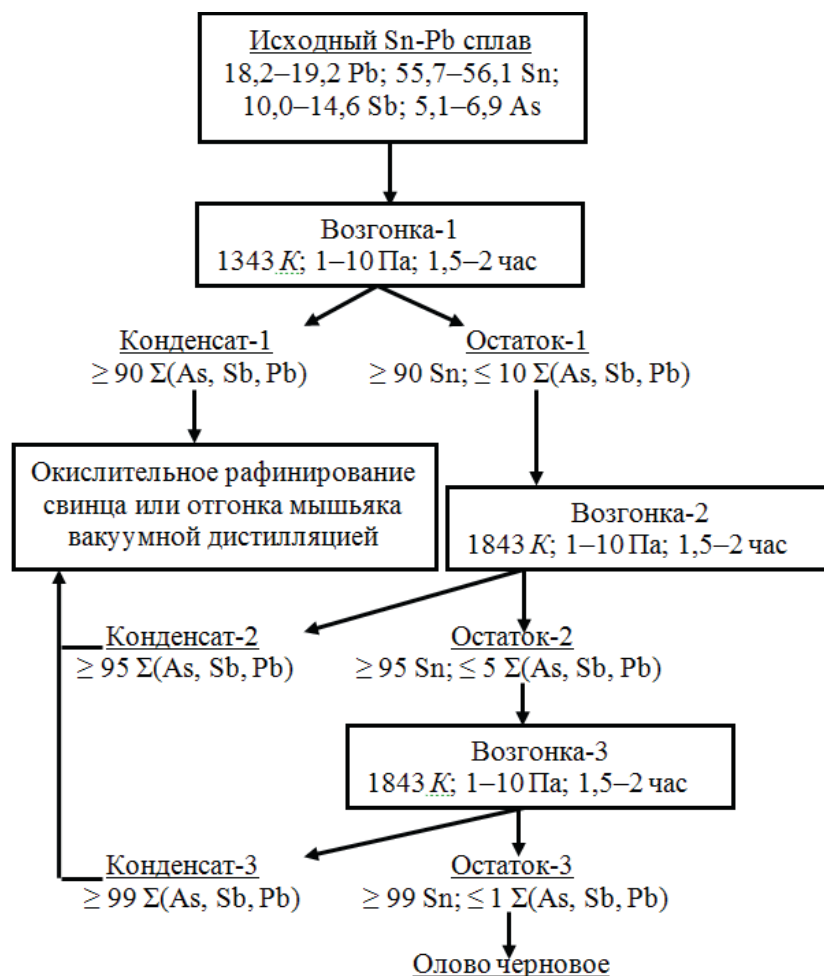 Исходный Sn-Pb сплав
18,2–19,2 Pb; 55,7–56,1 Sn;
10,0–14,6 Sb; 5,1–6,9 As
Возгонка-1
1343 K; 1–10 Па; 1,5–2 час
Конденсат-1
≥ 90 Σ(As, Sb, Pb)
Остаток-1
≥ 90 Sn; ≤ 10 Σ(As, Sb, Pb)
Окислительное рафинирование
свинца или отгонка мышьяка
вакуумной дистилляцией
Возгонка-2
1843 K; 1–10 Па; 1,5–2 час
Конденсат-2
≥ 95 Σ(As, Sb, Pb)
Остаток-2
≥ 95 Sn; ≤ 5 Σ(As, Sb, Pb)
Возгонка-3
1843 K; 1–10 Па; 1,5–2 час
Конденсат-3
≥ 99 Σ(As, Sb, Pb)
Остаток-3
≥ 99 Sn; ≤ 1 Σ(As, Sb, Pb)
Олово черновое